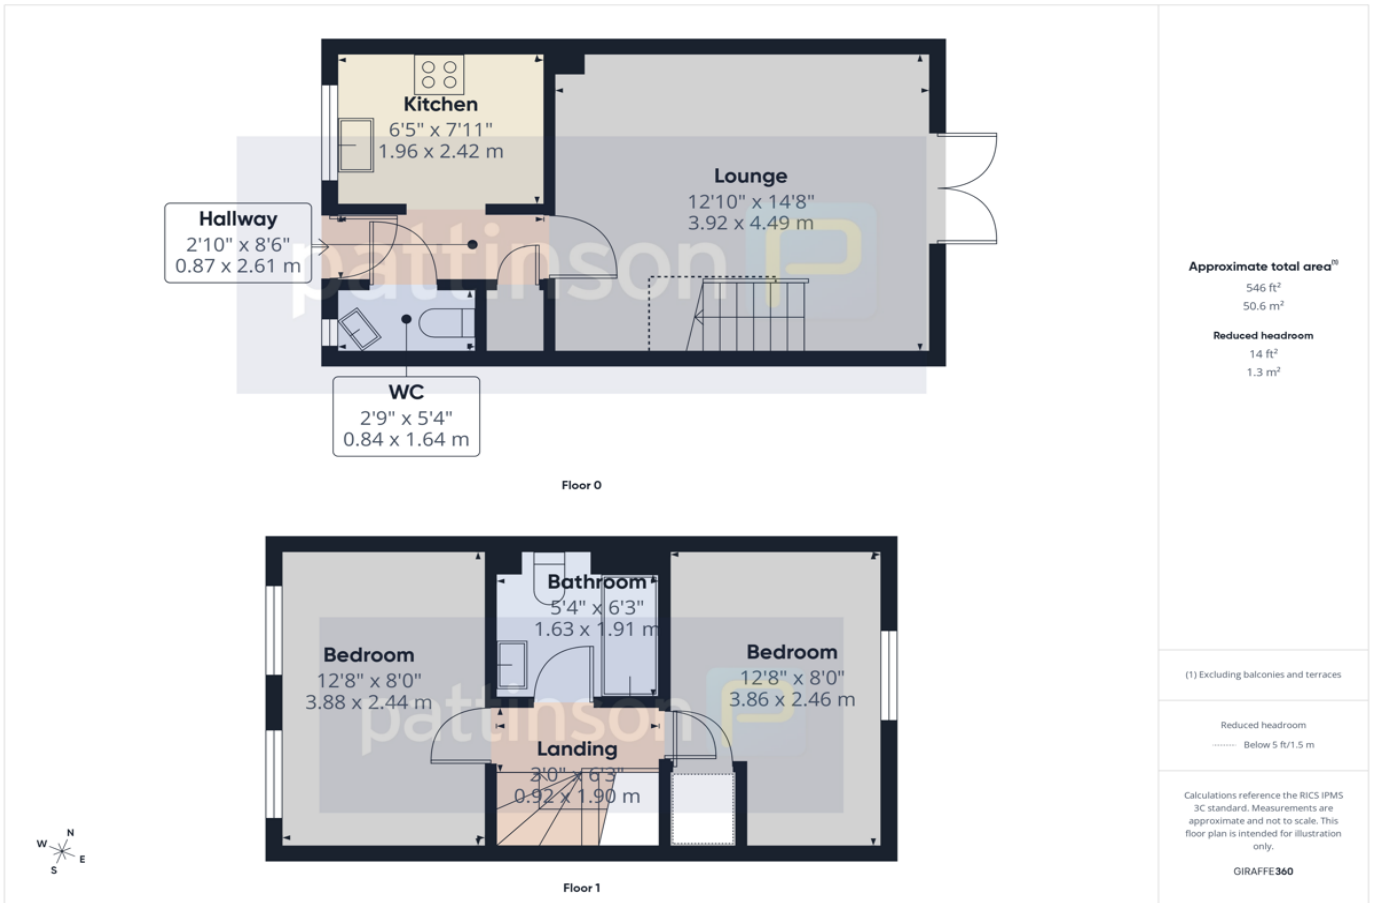 Kitchen
6'5" x 7'11"
1.96 x 2.42 m
Lounge
12'10" x 14'8"
3.92 x 4.49 m
Hallway
2'10" x 8'6"
0.87 x 2.61 m
pattinson
WC
2'9" x 5'4"
0.84 x 1.64 m
Floor 0
Bathroom
5'4" x 6'3"
1.63 x 1.91 m
Bedroom
12'8" x 8'0"
3.88 x 2.44 m
Bedroom
12'8" x 8'0"
3.86 x 2.46 m
pattinson
Landing
3'0" x 6'3"
0.92 x 1.90 m
Floor 1
N
W
E
S
Approximate total area(1)
546 ft²
50.6 m²
Reduced headroom
14 ft²
1.3 m²
(1) Excluding balconies and terraces
Reduced headroom
Below 5 ft/1.5 m
Calculations reference the RICS IPMS
3C standard. Measurements are
approximate and not to scale. This
floor plan is intended for illustration
only.
GIRAFFE360